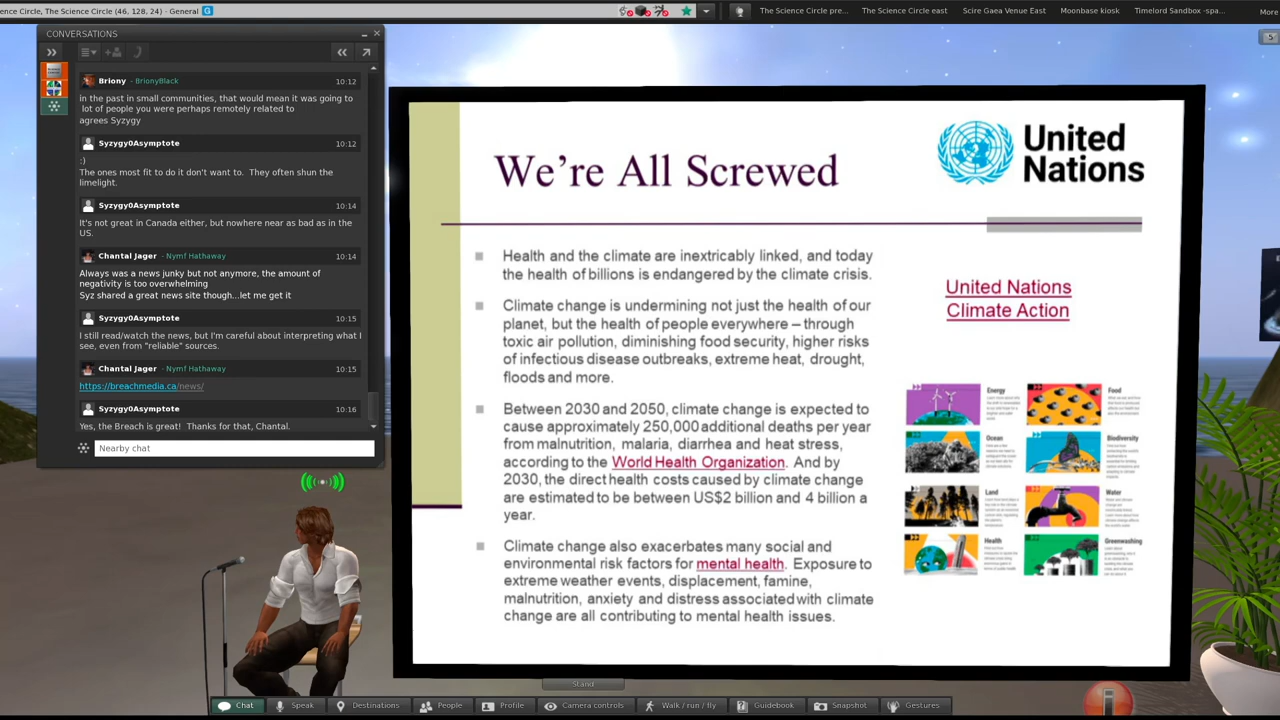 ence Circle, The Science Circle (46, 128, 24) - General
The Science Circle pre...
The Science Circle east
Scire Gaea Venue East
Moonbase kiosk
Timelord Sandbox -spa...
More
CONVERSATIONS
Briony - BrionyBlack 10:12
in the past in small communities, that would mean it was going to
lot of people you were perhaps remotely related to
agrees Syzygy
Syzygy0Asymptote 10:12
:)
The ones most fit to do it don't want to. They often shun the
limelight.
Syzygy0Asymptote 10:14
It's not great in Canada either, but nowhere near as bad as in the
US.
Chantal Jager - Nymf Hathaway 10:14
Always was a news junky but not anymore, the amount of
negativity is too overwhelming
Syz shared a great news site though...let me get it
Syzygy0Asymptote 10:15
I still read/watch the news, but I'm careful about interpreting what I
see, even from "reliable" sources.
Chantal Jager - Nymf Hathaway 10:15
https://breachmedia.ca/news/
Syzygy0Asymptote 10:16
Yes, the Breach is great! Thanks for that, Chantal.
Nearby chat
We're All Screwed
United
Nations
Health and the climate are inextricably linked, and today
the health of billions is endangered by the climate crisis.
Climate change is undermining not just the health of our
planet, but the health of people everywhere – through
toxic air pollution, diminishing food security, higher risks
of infectious disease outbreaks, extreme heat, drought,
floods and more.
Between 2030 and 2050, climate change is expected to
cause approximately 250,000 additional deaths per year
from malnutrition, malaria, diarrhea and heat stress,
according to the World Health Organization. And by
2030, the direct health costs caused by climate change
are estimated to be between US$2 billion and 4 billion a
year.
Climate change also exacerbates many social and
environmental risk factors for mental health. Exposure to
extreme weather events, displacement, famine,
malnutrition, anxiety and distress associated with climate
change are all contributing to mental health issues.
United Nations
Climate Action
Energy
Food
Ocean
Biodiversity
Land
Water
Health
Greenwashing
Stand
Chat
Speak
Destinations
People
Profile
Camera controls
Walk / run / fly
Guidebook
Snapshot
Gestures
5